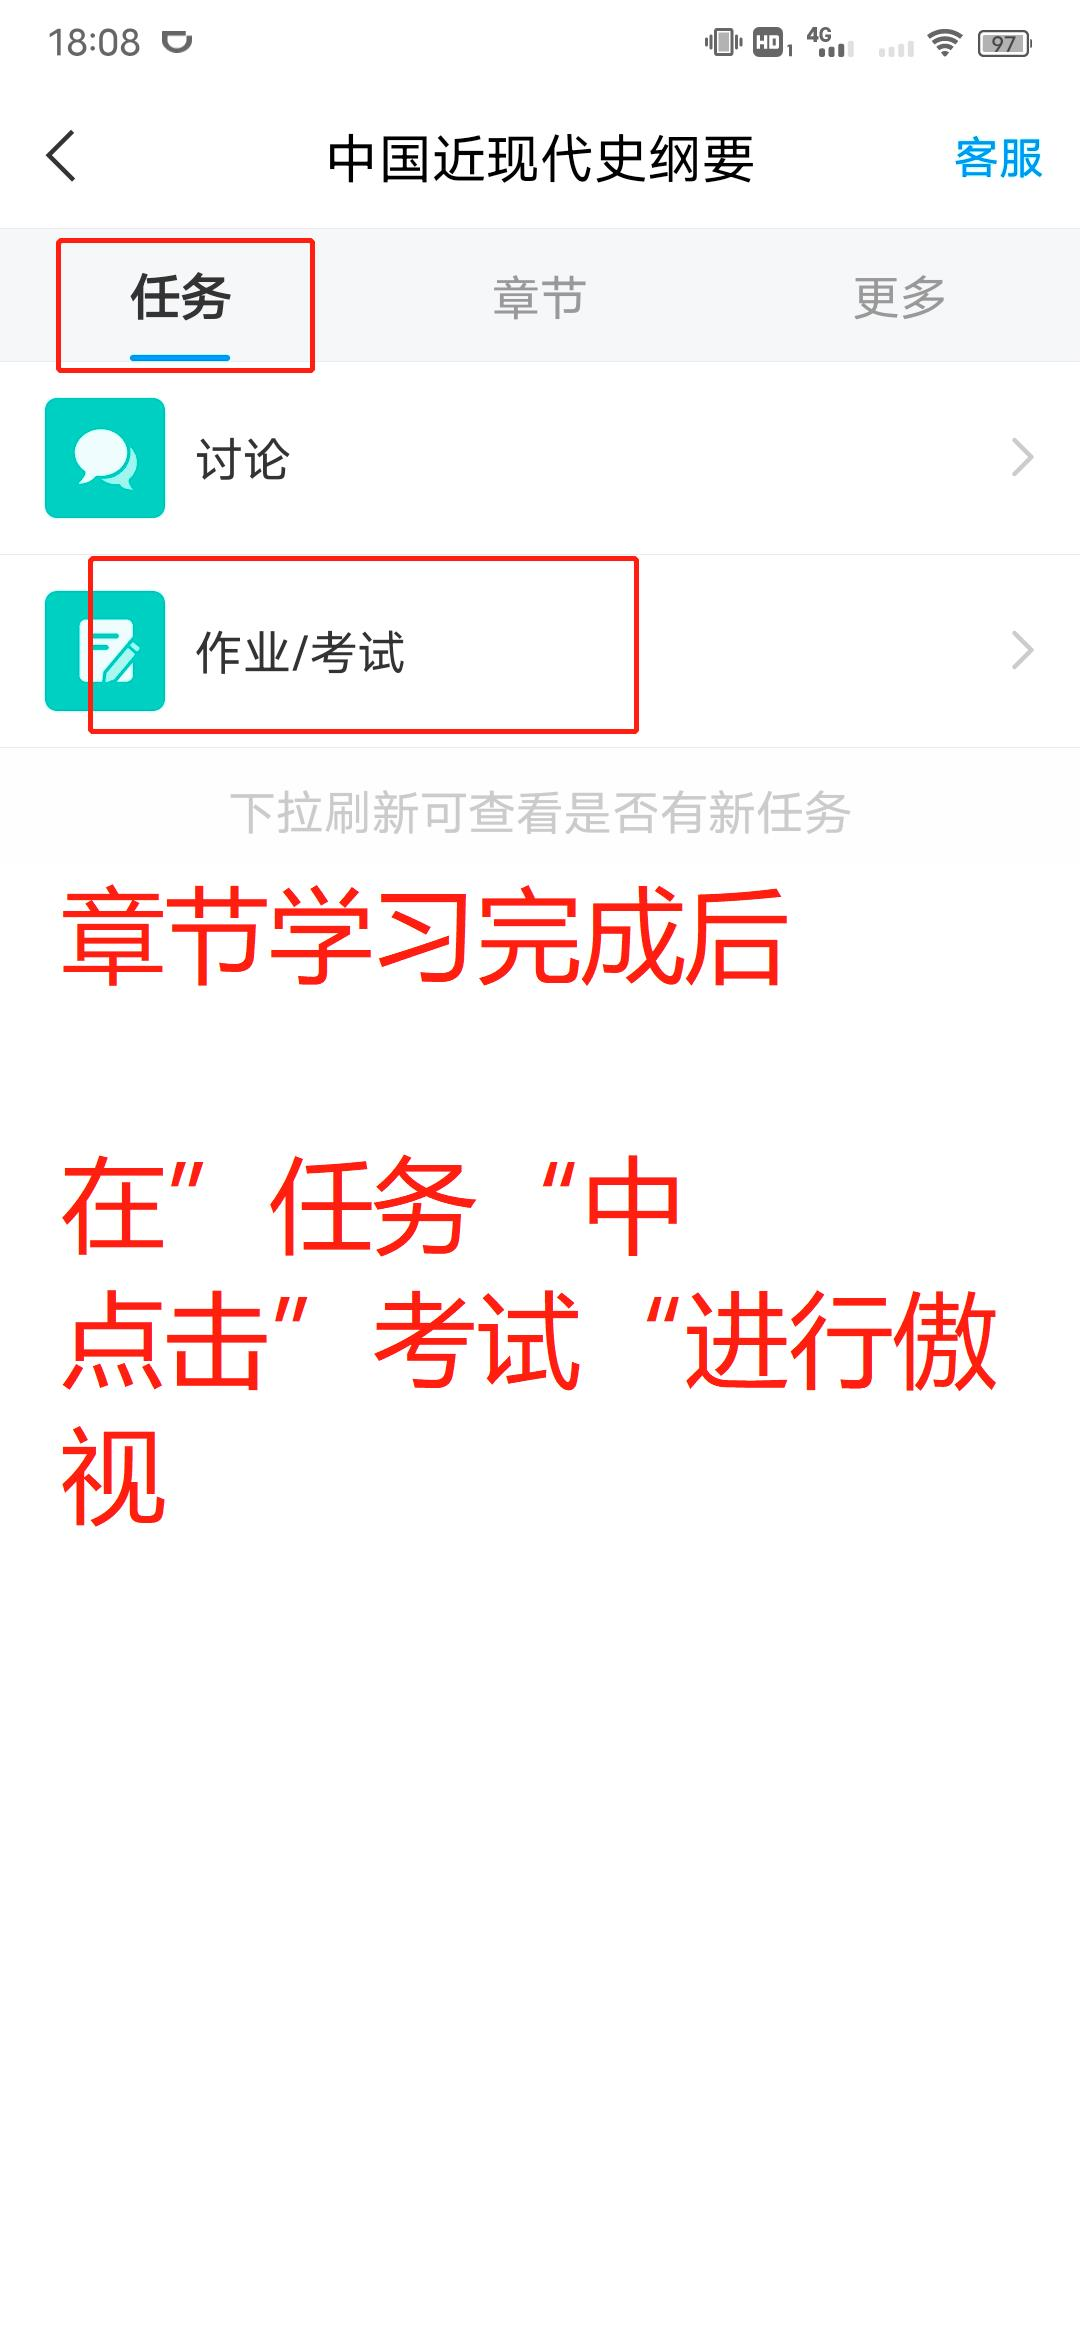 18:08 HD 1 4G 97
中国近现代史纲要 客服
任务 章节 更多
讨论
作业/考试
下拉刷新可查看是否有新任务
章节学习完成后
在”任务“中
点击”考试“进行傲
视